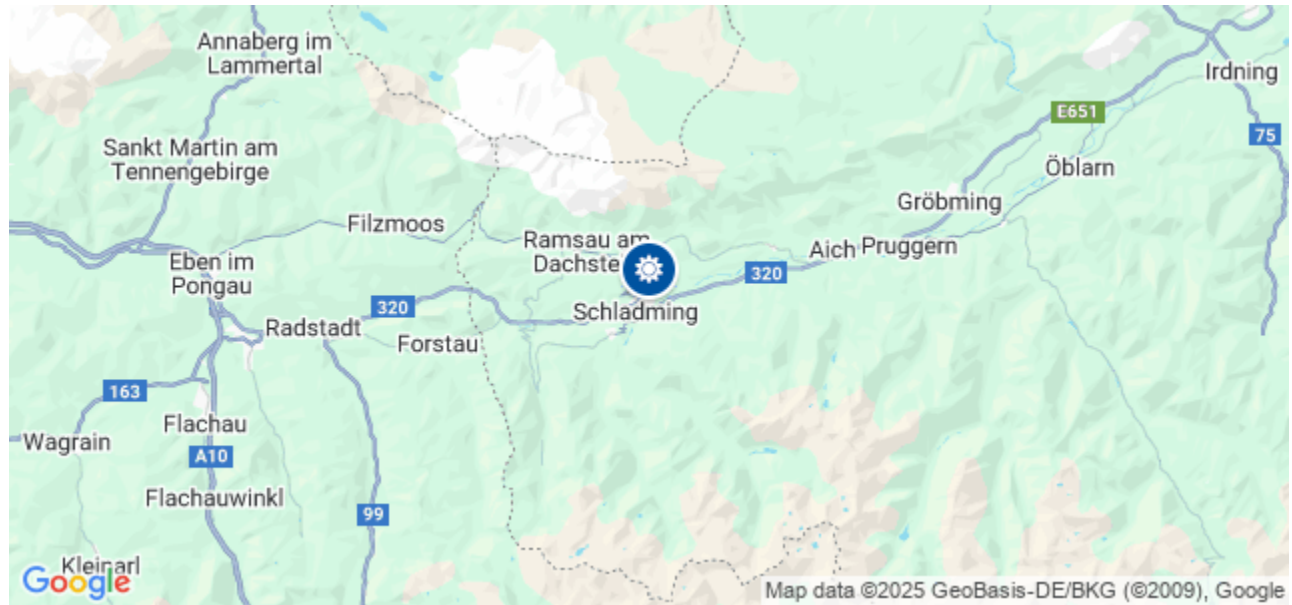 Annaberg im
Lammertal
Irdning
E651
75
Sankt Martin am
Tennengebirge
Öblarn
Gröbming
Filzmoos
Ramsau am
Aich
Pruggern
Eben im
Pongau
320
320
Schladming
Radstadt
Forstau
163
Flachau
Wagrain
A10
Flachauwinkl
99
Kleinarl
Google
Map data ©2025 GeoBasis-DE/BKG (©2009), Google